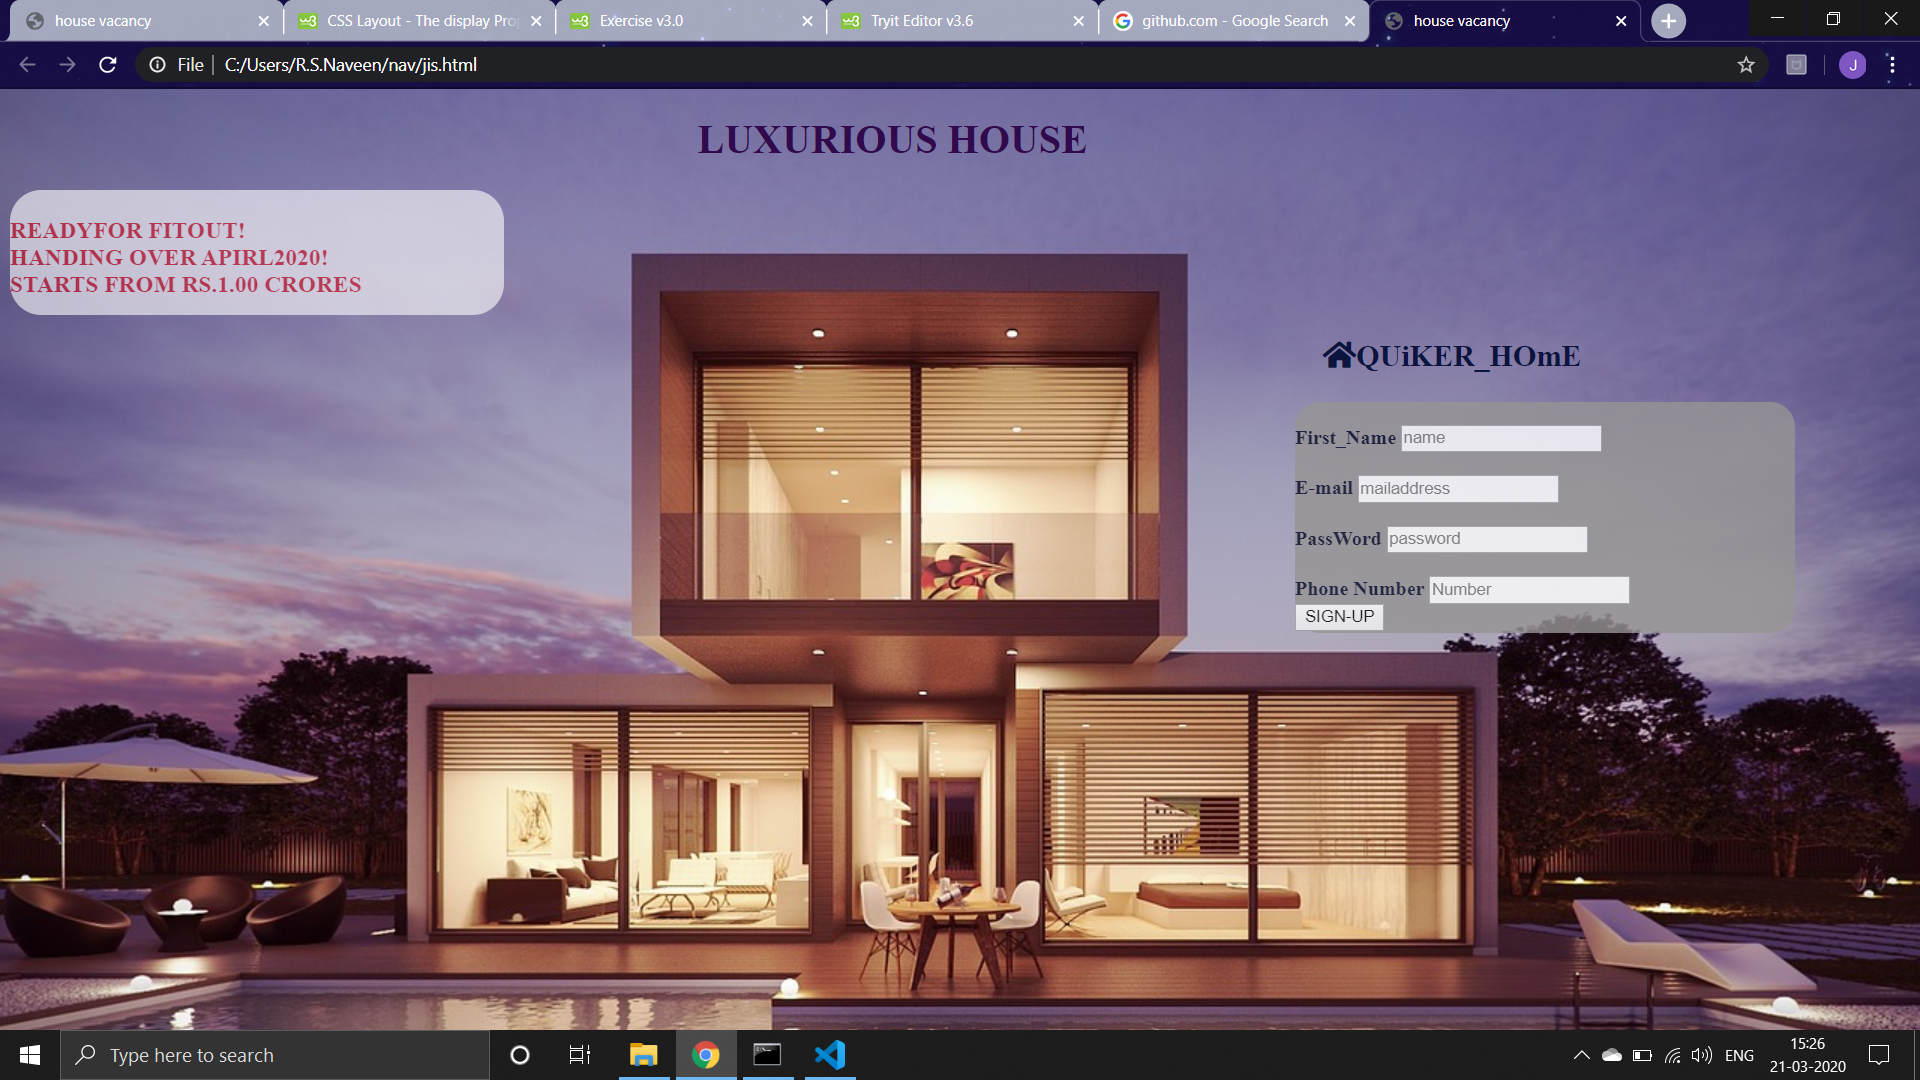 house vacancy
CSS Layout - The display Pro
Exercise v3.0
Tryit Editor v3.6
github.com - Google Search
house vacancy
File
C:/Users/R.S.Naveen/nav/jis.html
J
LUXURIOUS HOUSE
READYFOR FITOUT!
HANDING OVER APIRL2020!
STARTS FROM RS.1.00 CRORES
QUiKER_HOmE
First_Name name
E-mail mailaddress
PassWord password
Phone Number Number
SIGN-UP
Type here to search
ENG
15:26
21-03-2020